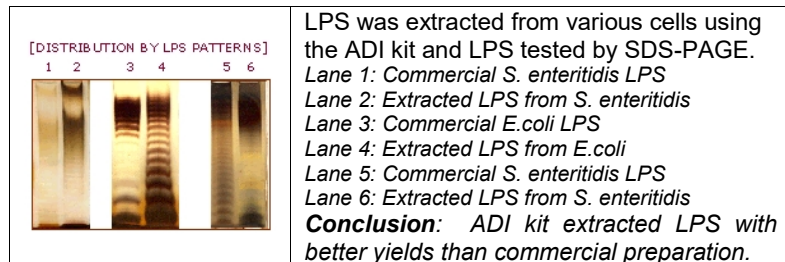 [DISTRIBUTION BY LPS PATTERNS]
1 2 3 4 5 6
LPS was extracted from various cells using
the ADI kit and LPS tested by SDS-PAGE.
Lane 1: Commercial S. enteritidis LPS
Lane 2: Extracted LPS from S. enteritidis
Lane 3: Commercial E.coli LPS
Lane 4: Extracted LPS from E.coli
Lane 5: Commercial S. enteritidis LPS
Lane 6: Extracted LPS from S. enteritidis
Conclusion: ADI kit extracted LPS with
better yields than commercial preparation.